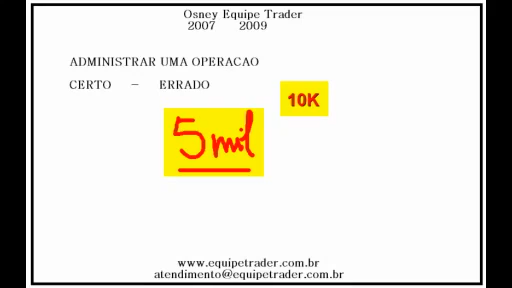 Osney Equipe Trader
2007 2009
ADMINISTRAR UMA OPERACAO
CERTO - ERRADO
10K
5 mil
www.equipetrader.com.br
atendimento@equipetrader.com.br